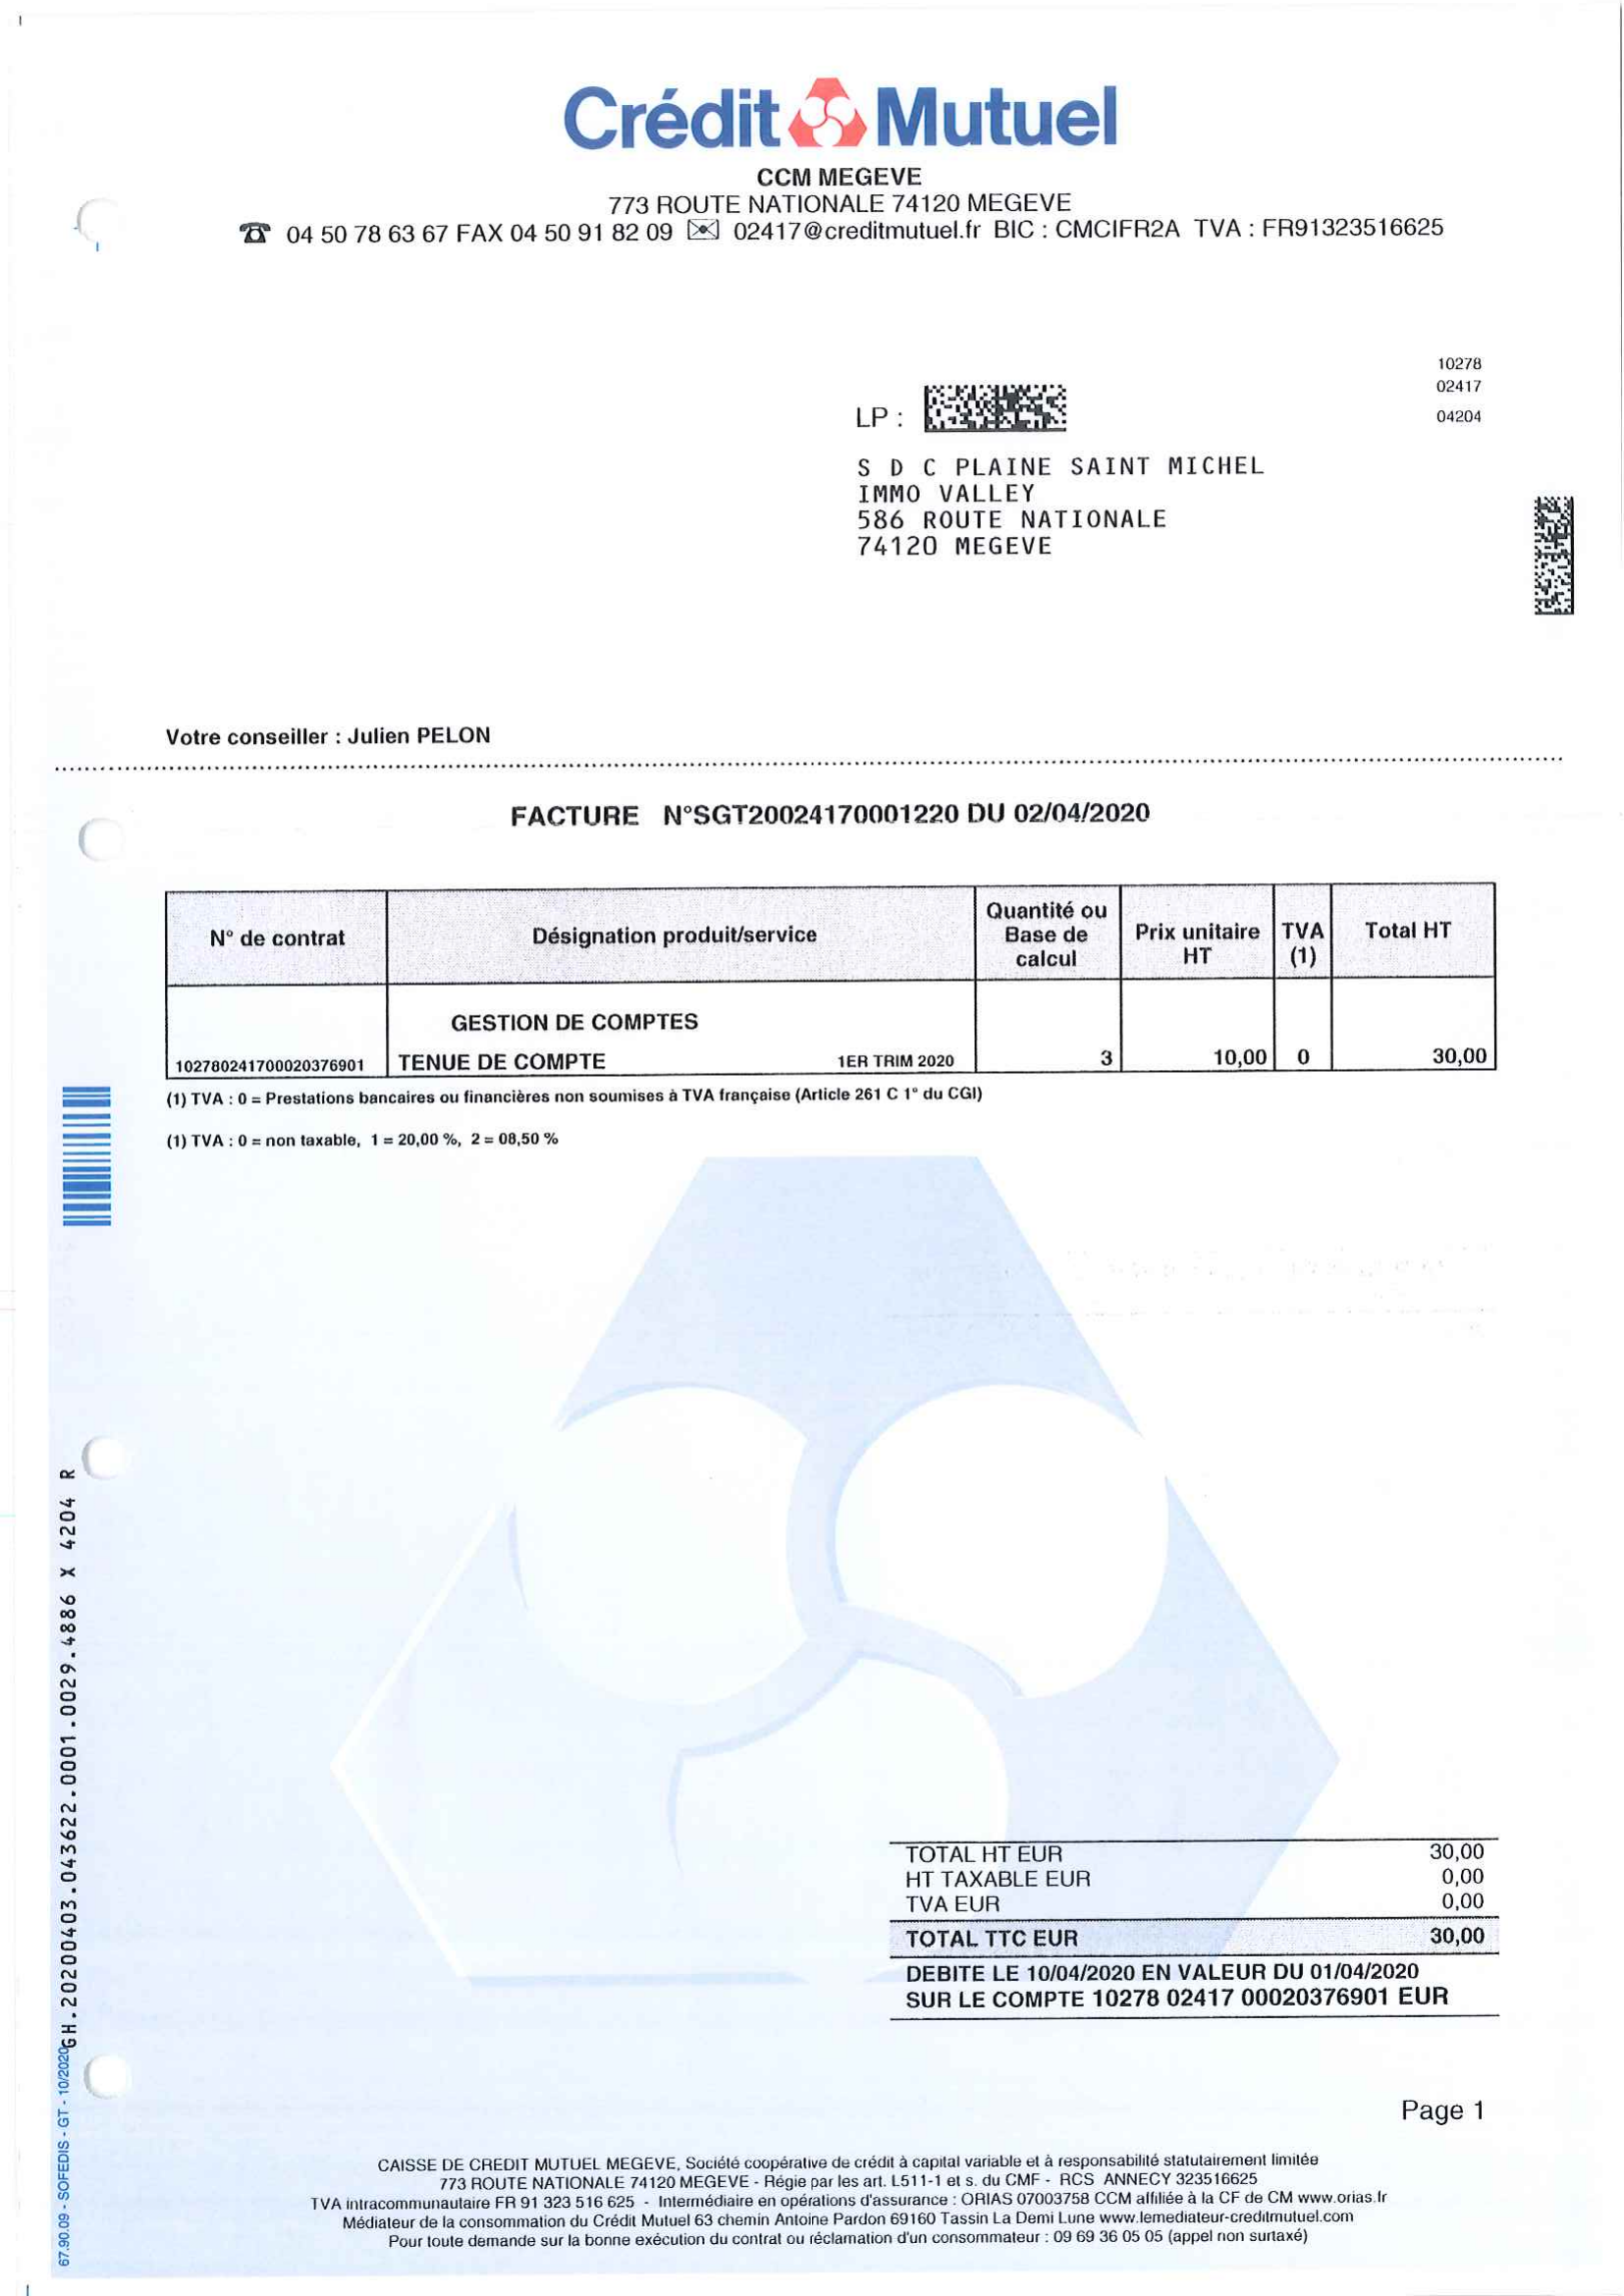 Crédit Mutuel
CCM MEGEVE
773 ROUTE NATIONALE 74120 MEGEVE
04 50 78 63 67 FAX 04 50 91 82 09 02417@creditmutuel.fr BIC : CMCIFR2A TVA : FR91323516625
10278
02417
04204
LP :
S D C PLAINE SAINT MICHEL
IMMO VALLEY
586 ROUTE NATIONALE
74120 MEGEVE
Votre conseiller : Julien PELON
FACTURE N°SGT20024170001220 DU 02/04/2020
N° de contrat Désignation produit/service Quantité ou Base de calcul Prix unitaire HT TVA (1) Total HT
GESTION DE COMPTES
102780241700020376901 TENUE DE COMPTE 1ER TRIM 2020 3 10,00 0 30,00
(1) TVA : 0 = Prestations bancaires ou financières non soumises à TVA française (Article 261 C 1° du CGI)
(1) TVA : 0 = non taxable, 1 = 20,00 %, 2 = 08,50 %
TOTAL HT EUR 30,00
HT TAXABLE EUR 0,00
TVA EUR 0,00
TOTAL TTC EUR 30,00
DEBITE LE 10/04/2020 EN VALEUR DU 01/04/2020
SUR LE COMPTE 10278 02417 00020376901 EUR
67.90.09 - SOFEDIS - GT - 10/2020
GH.20200403.043622.0001.0029.4886 X 4204 R
Page 1
CAISSE DE CREDIT MUTUEL MEGEVE, Société coopérative de crédit à capital variable et à responsabilité statutairement limitée
773 ROUTE NATIONALE 74120 MEGEVE - Régie par les art. L511-1 et s. du CMF - RCS ANNECY 323516625
TVA intracommunautaire FR 91 323 516 625 - Intermédiaire en opérations d'assurance : ORIAS 07003758 CCM affiliée à la CF de CM www.orias.fr
Médiateur de la consommation du Crédit Mutuel 63 chemin Antoine Pardon 69160 Tassin La Demi Lune www.lemediateur-creditmutuel.com
Pour toute demande sur la bonne exécution du contrat ou réclamation d'un consommateur : 09 69 36 05 05 (appel non surtaxé)